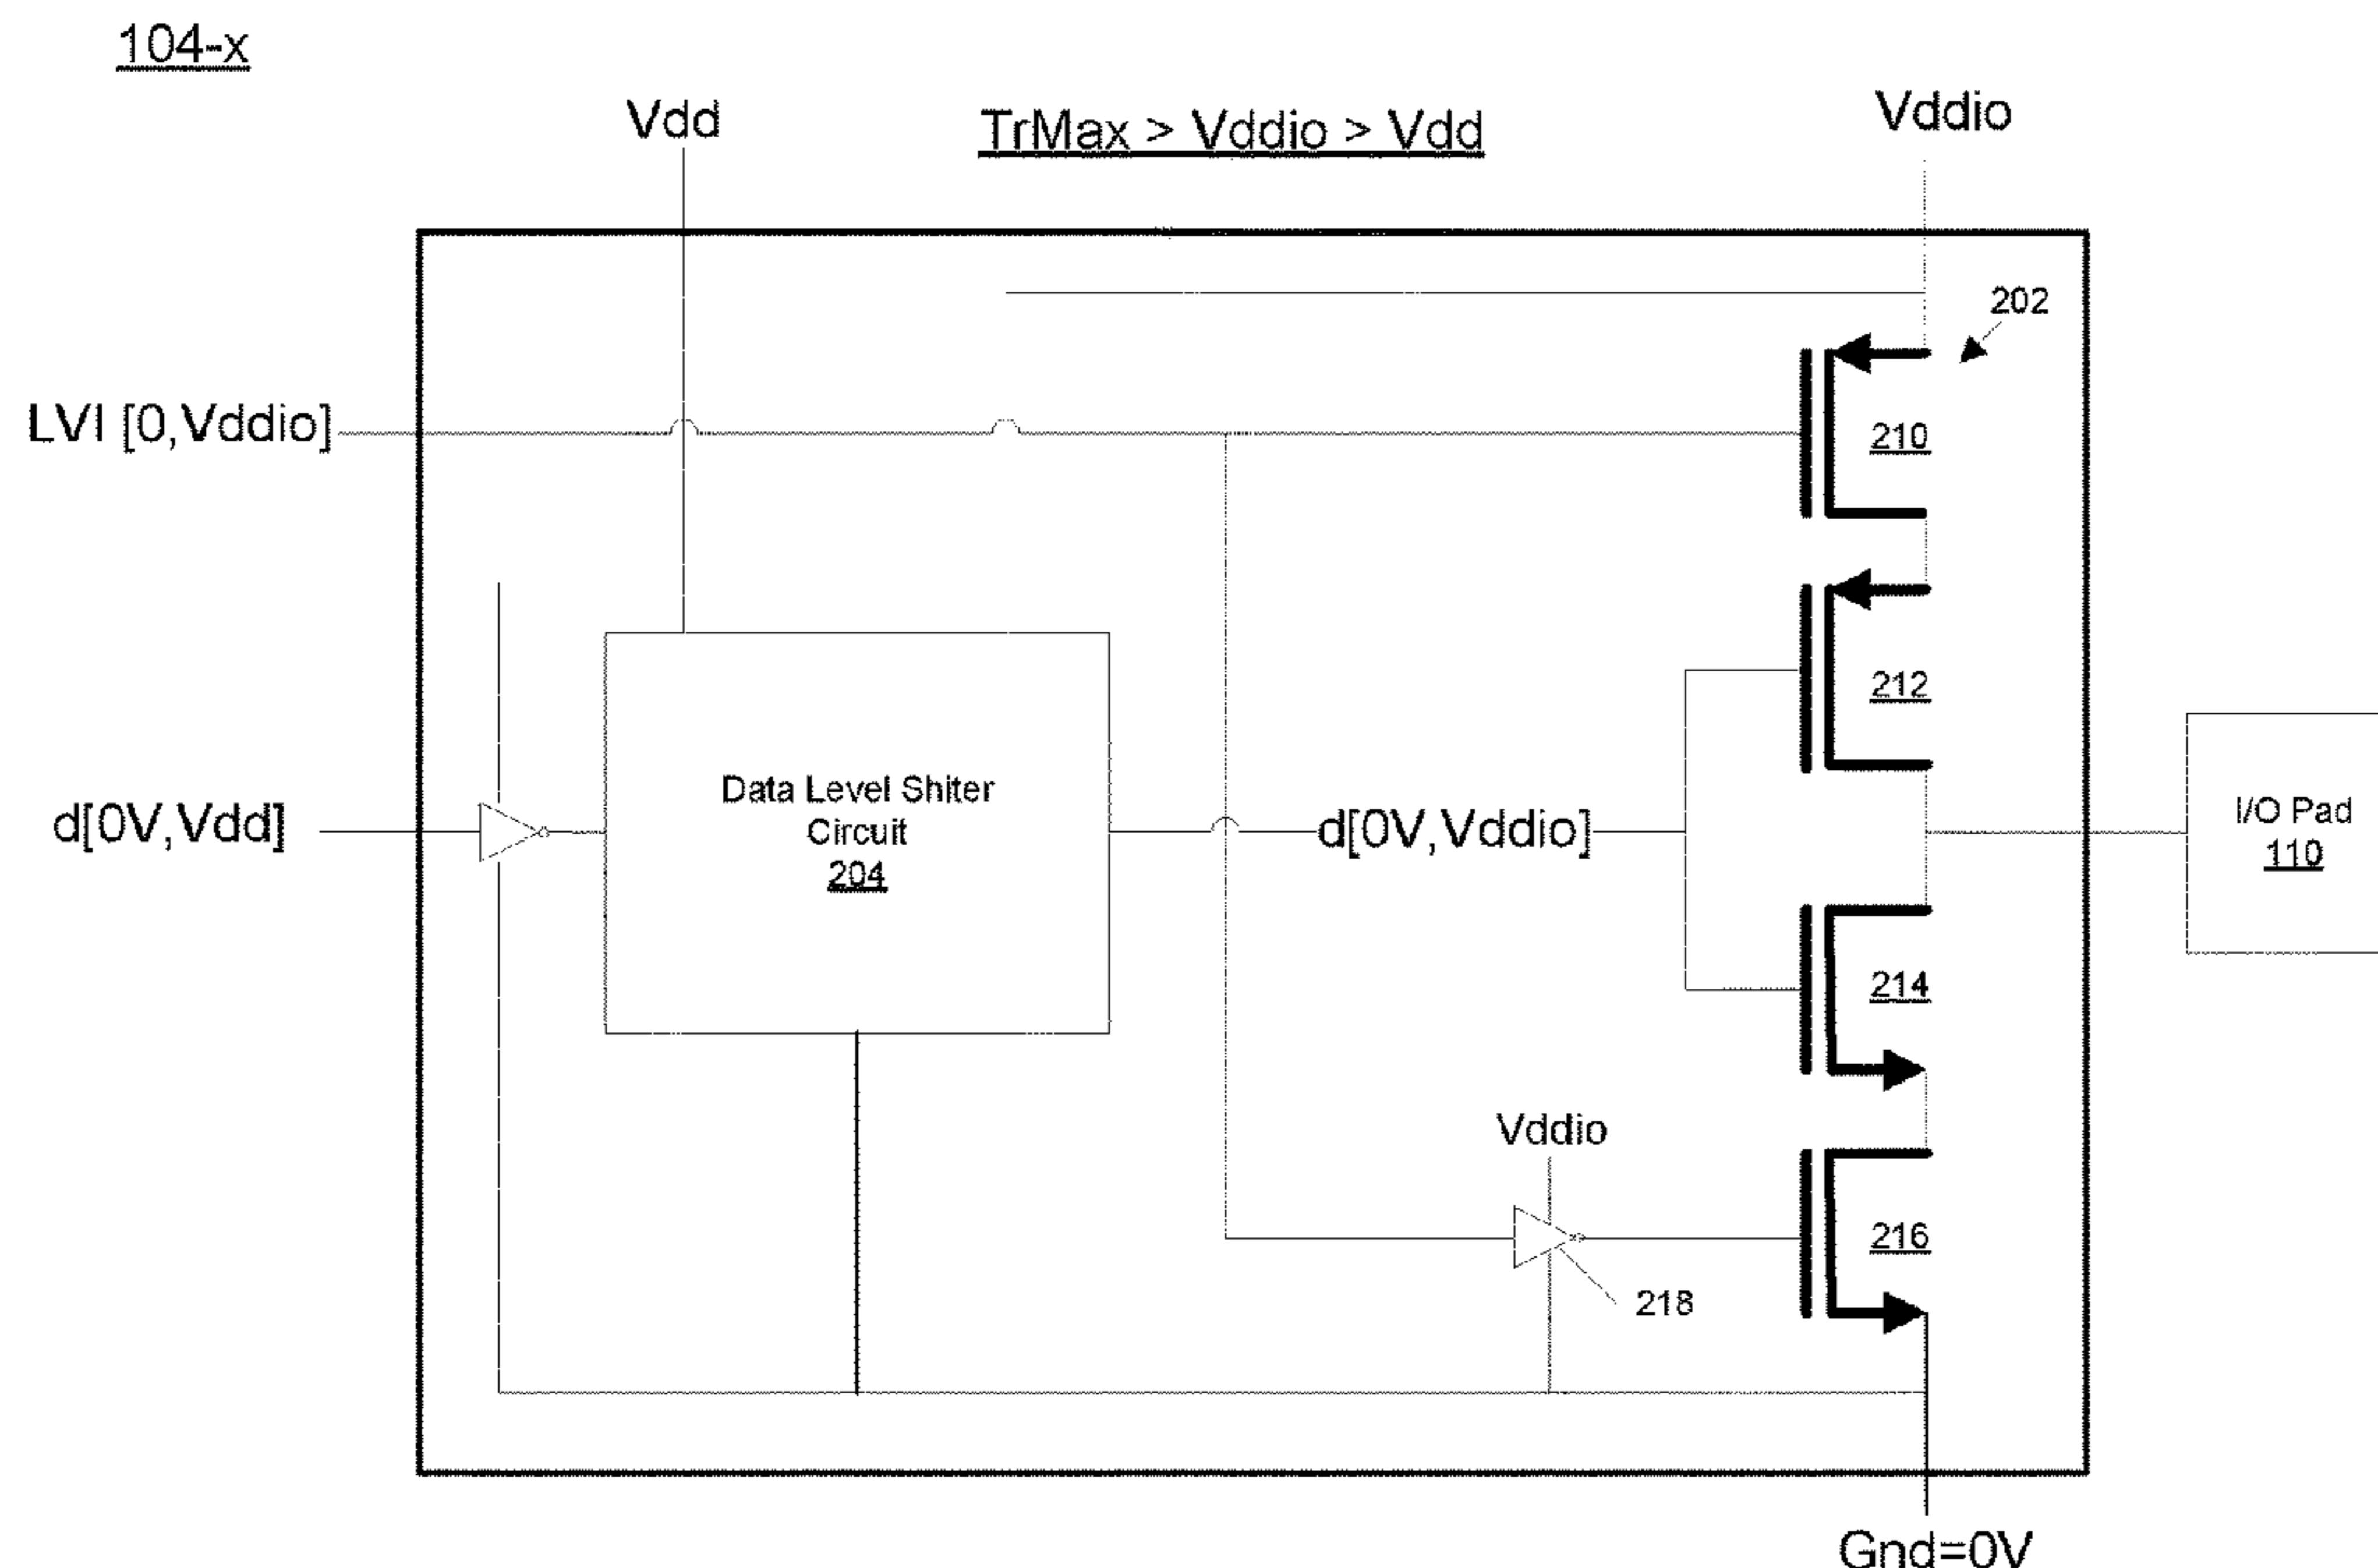 104-x
Vdd
TrMax > Vddio > Vdd
Vddio
202
LVI [0,Vddio]
210
212
d[0V,Vdd]
Data Level Shiter
Circuit
204
d[0V,Vddio]
I/O Pad
110
214
Vddio
216
218
Gnd=0V